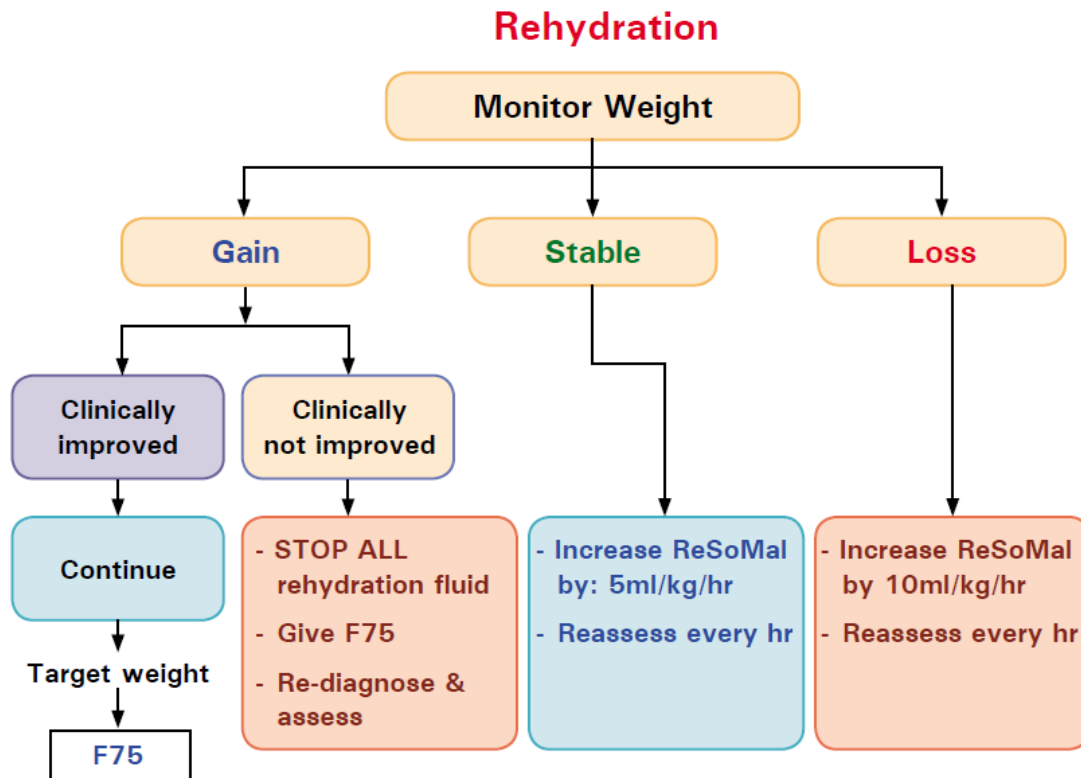 Rehydration
Monitor Weight
Gain
Stable
Loss
Clinically
improved
Clinically
not improved
Continue
- STOP ALL
rehydration fluid
- Give F75
- Re-diagnose &
assess
- Increase ReSoMal
by: 5ml/kg/hr
- Reassess every hr
- Increase ReSoMal
by 10ml/kg/hr
- Reassess every hr
Target weight
F75